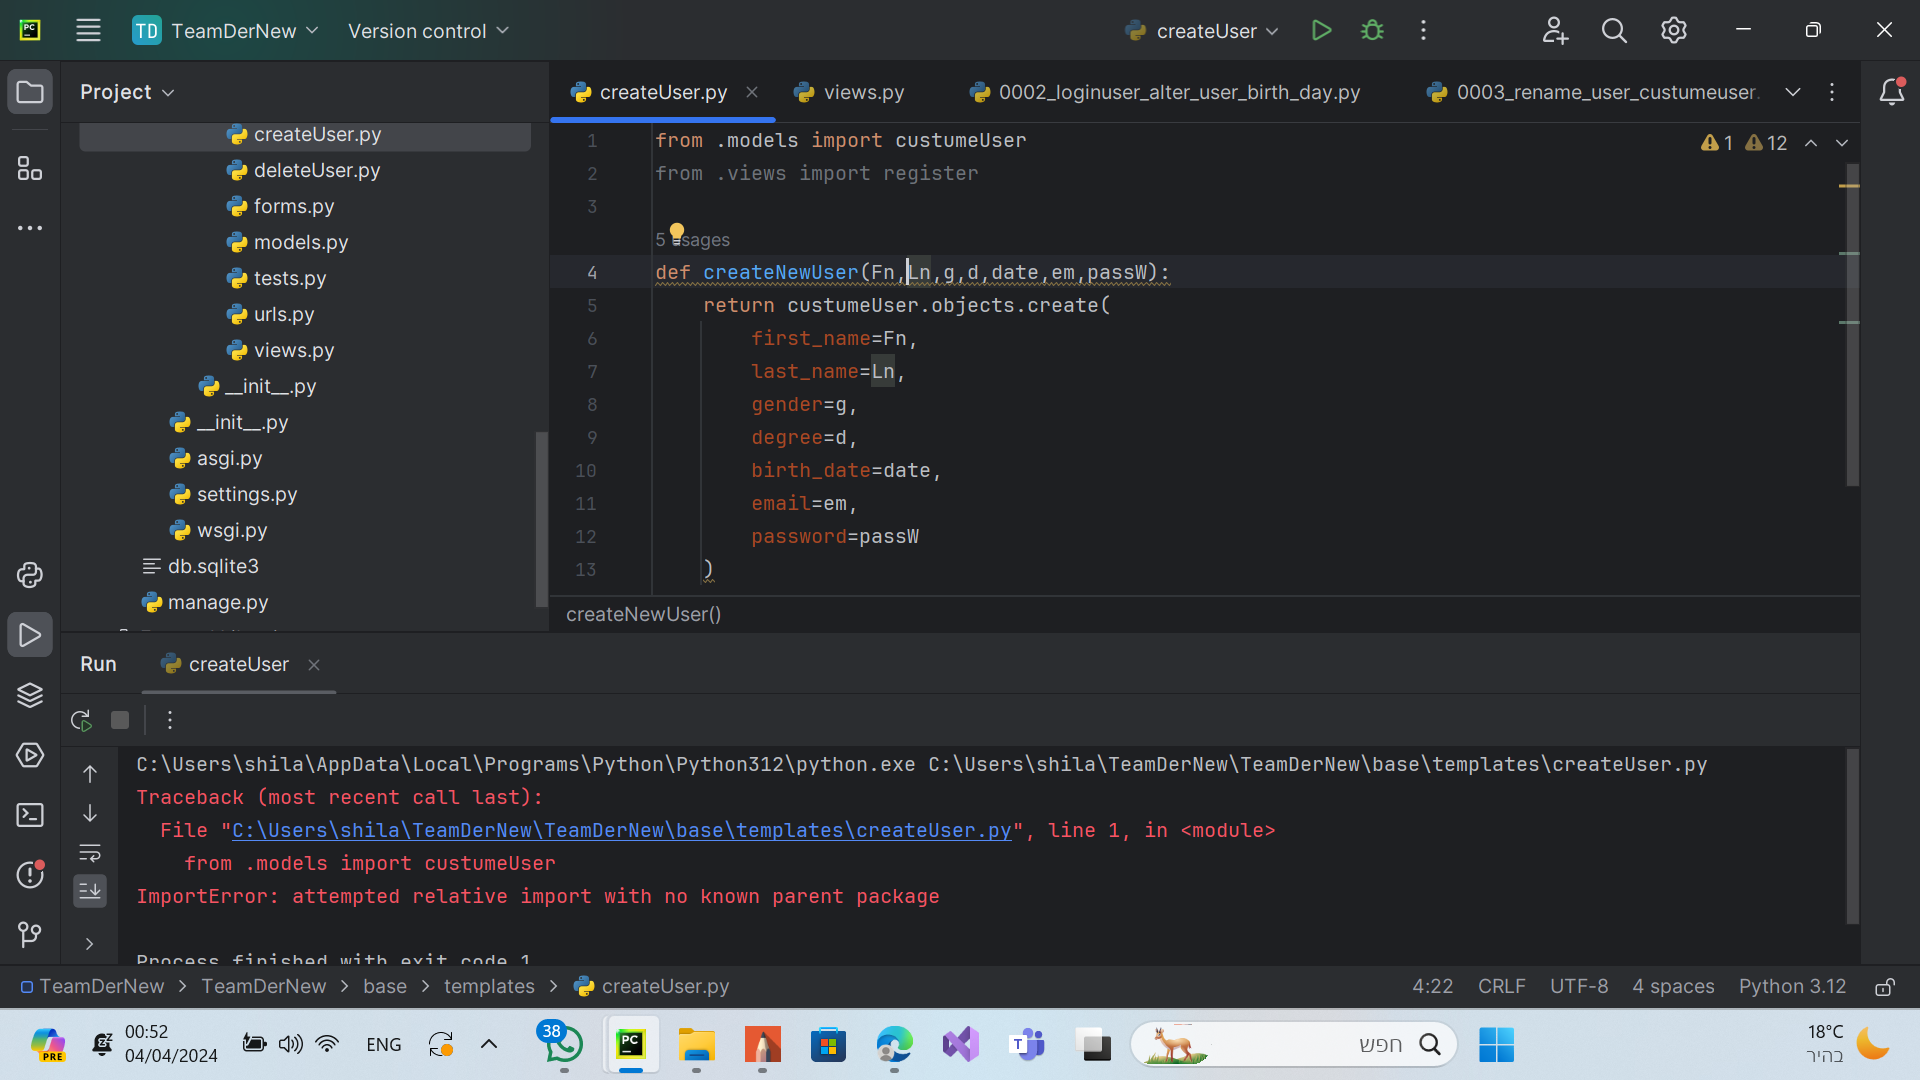 TD TeamDerNew Version control createUser
Project
createUser.py views.py 0002_loginuser_alter_user_birth_day.py 0003_rename_user_custumeuser.
createUser.py
deleteUser.py
forms.py
models.py
tests.py
urls.py
views.py
__init__.py
__init__.py
asgi.py
settings.py
wsgi.py
db.sqlite3
manage.py
1 from .models import custumeUser
1 12
2 from .views import register
3
5 usages
4 def createNewUser(Fn,Ln,g,d,date,em,passW):
5 return custumeUser.objects.create(
6 first_name=Fn,
7 last_name=Ln,
8 gender=g,
9 degree=d,
10 birth_date=date,
11 email=em,
12 password=passW
13 )
createNewUser()
Run createUser
C:\Users\shila\AppData\Local\Programs\Python\Python312\python.exe C:\Users\shila\TeamDerNew\TeamDerNew\base\templates\createUser.py
Traceback (most recent call last):
File "C:\Users\shila\TeamDerNew\TeamDerNew\base\templates\createUser.py", line 1, in <module>
from .models import custumeUser
ImportError: attempted relative import with no known parent package
Process finished with exit code 1
TeamDerNew > TeamDerNew > base > templates > createUser.py 4:22 CRLF UTF-8 4 spaces Python 3.12
PRE
00:52
04/04/2024
ENG
38
PC
חפש
18°C
בהיר